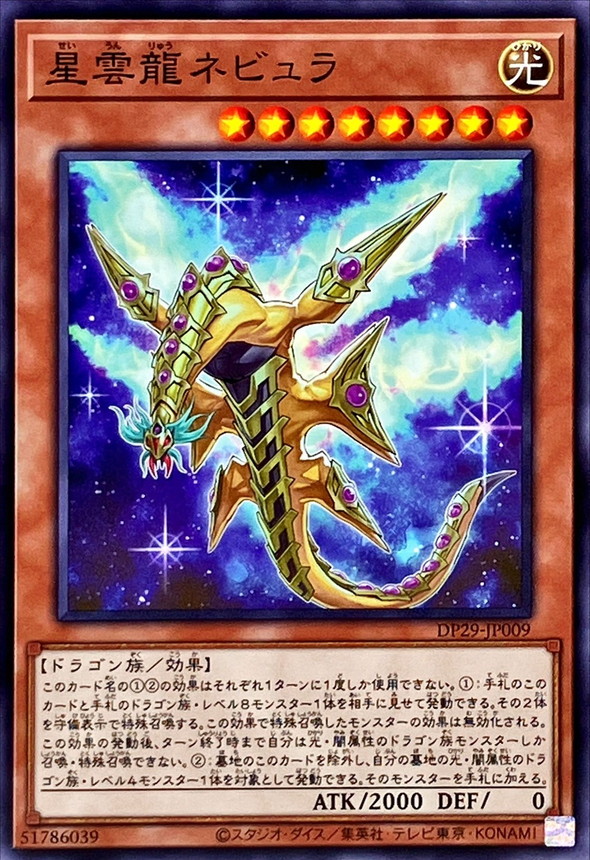 星雲龍ネビュラ
光
DP29-JP009
【ドラゴン族/効果】
このカード名の①②の効果はそれぞれ1ターンに1度しか使用できない。①:手札のこの
カードと手札のドラゴン族・レベル8モンスター1体を相手に見せて発動できる。その2体
を守備表示で特殊召喚する。この効果で特殊召喚したモンスターの効果は無効化される。
この効果の発動後、ターン終了時まで自分は光・闇属性のドラゴン族モンスターしか
召喚・特殊召喚できない。②:墓地のこのカードを除外し、自分の墓地の光・闇属性のドラ
ゴン族・レベル4モンスター1体を対象として発動できる。そのモンスターを手札に加える。
ATK/2000 DEF/ 0
51786039 ©スタジオ・ダイス/集英社・テレビ東京・KONAMI